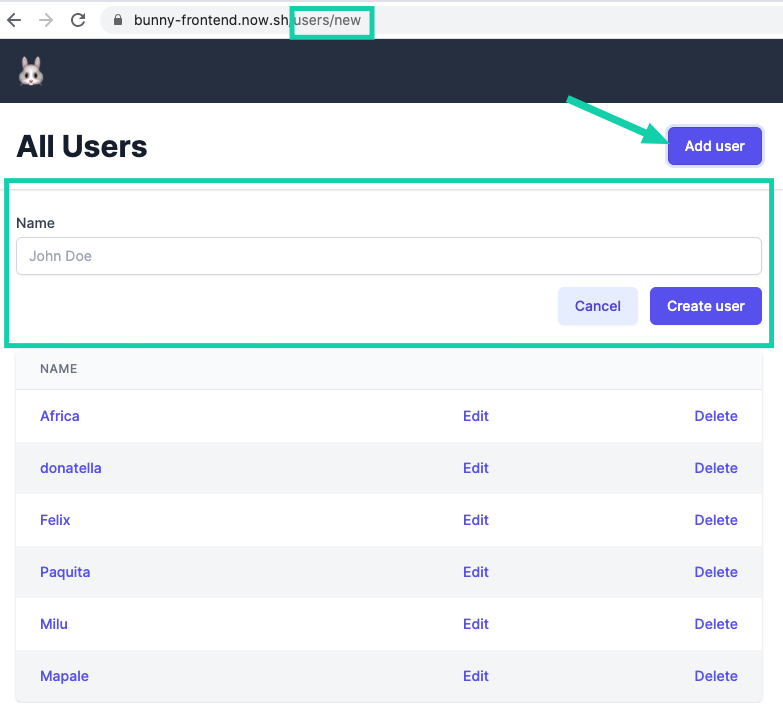 bunny-frontend.now.sh/users/new
All Users
Add user
Name
John Doe
Cancel Create user
NAME
Africa Edit Delete
donatella Edit Delete
Felix Edit Delete
Paquita Edit Delete
Milu Edit Delete
Mapale Edit Delete